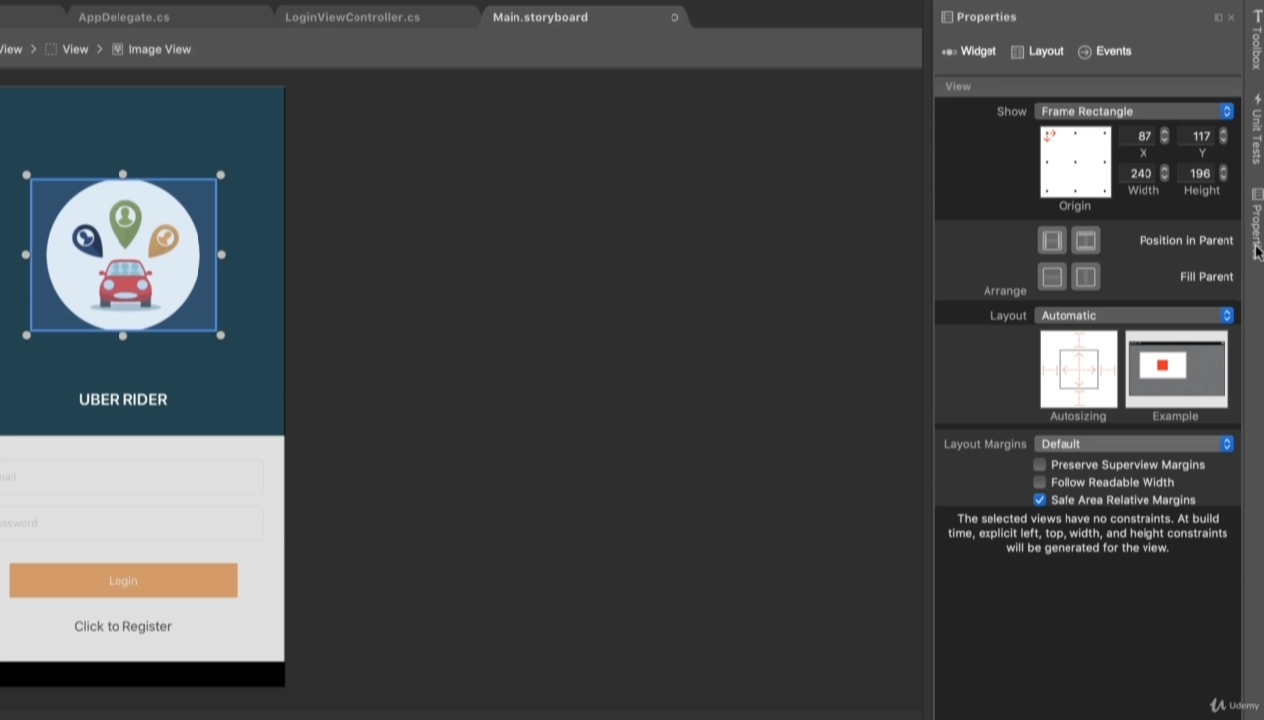 AppDelegate.cs
LoginViewController.cs
Main.storyboard
View > View > Image View
UBER RIDER
mail
assword
Login
Click to Register
Properties
Widget Layout Events
View
Show Frame Rectangle
87 117
X Y
240 196
Width Height
Origin
Position in Parent
Fill Parent
Arrange
Layout Automatic
Autosizing Example
Layout Margins Default
Preserve Superview Margins
Follow Readable Width
Safe Area Relative Margins
The selected views have no constraints. At build
time, explicit left, top, width, and height constraints
will be generated for the view.
Toolbox
Unit Tests
Propert
Udemy